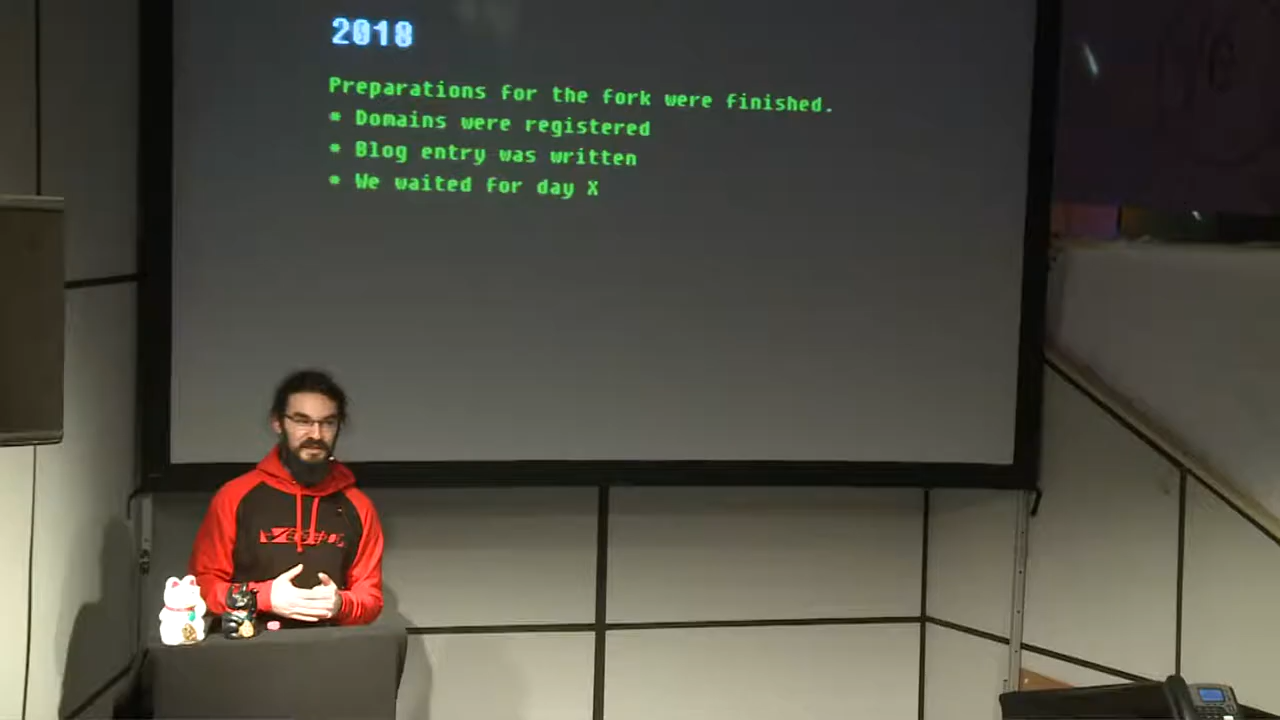 2018
Preparations for the fork were finished.
* Domains were registered
* Blog entry was written
* We waited for day X